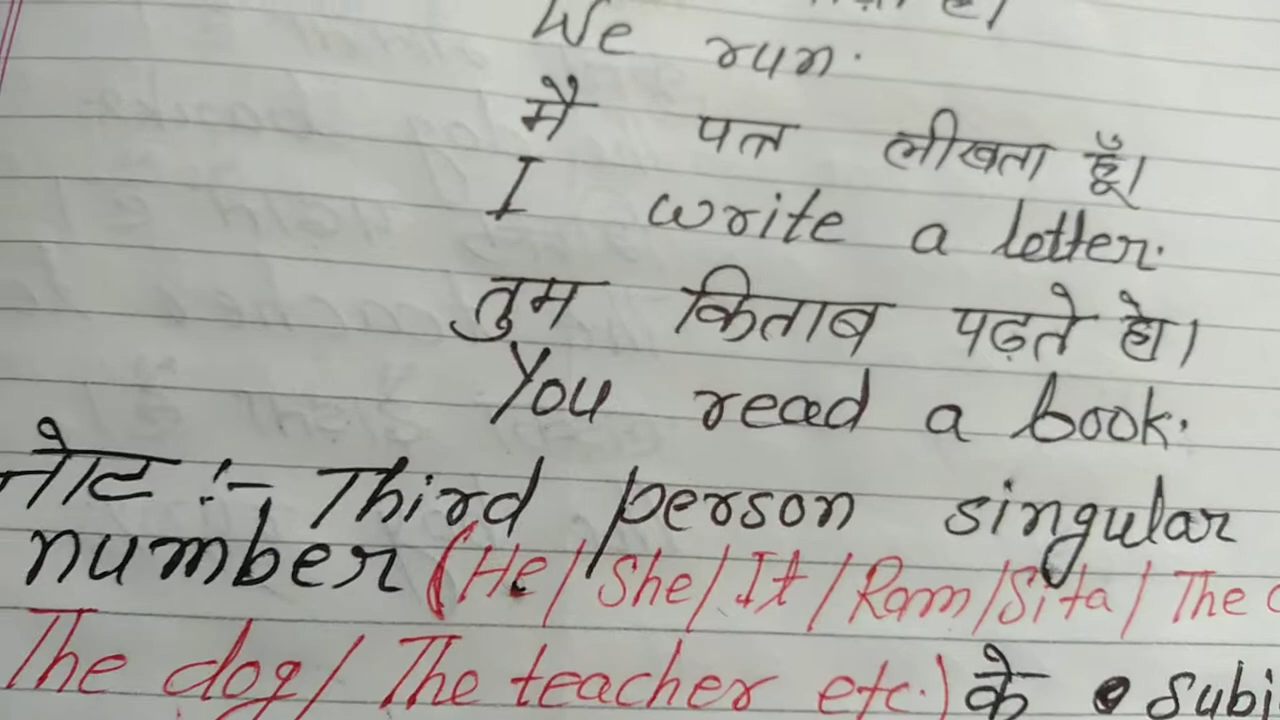 We run.
मै पत्र लीखता हूँ।
I write a letter.
तुम किताब पढ़ते हो।
You read a book.
नोट :- Third person singular
number (He/ She/ It / Ram/Sita / The
The dog/ The teacher etc.) के